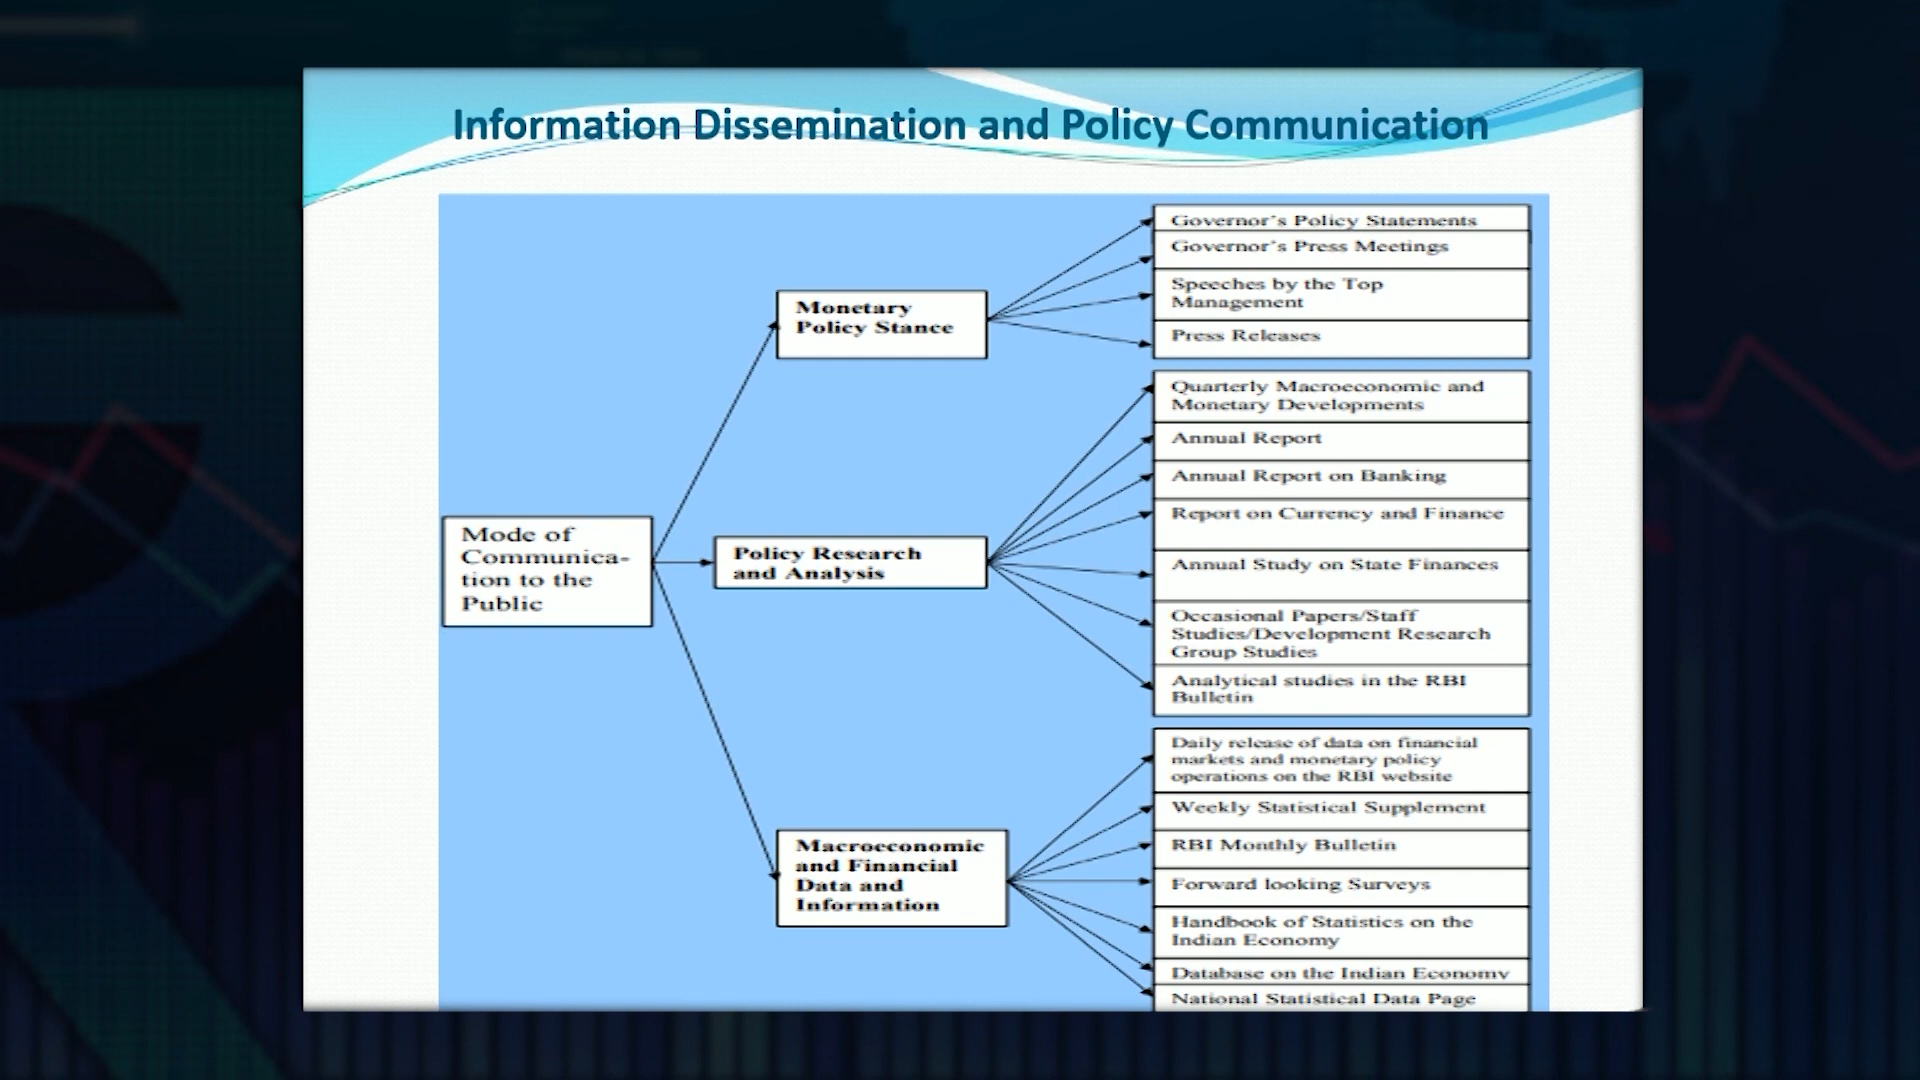 Information Dissemination and Policy Communication
Mode of
Communica-
tion to the
Public
Monetary
Policy Stance
Governor's Policy Statements
Governor's Press Meetings
Speeches by the Top
Management
Press Releases
Policy Research
and Analysis
Quarterly Macroeconomic and
Monetary Developments
Annual Report
Annual Report on Banking
Report on Currency and Finance
Annual Study on State Finances
Occasional Papers/Staff
Studies/Development Research
Group Studies
Analytical studies in the RBI
Bulletin
Macroeconomic
and Financial
Data and
Information
Daily release of data on financial
markets and monetary policy
operations on the RBI website
Weekly Statistical Supplement
RBI Monthly Bulletin
Forward looking Surveys
Handbook of Statistics on the
Indian Economy
Database on the Indian Economy
National Statistical Data Page